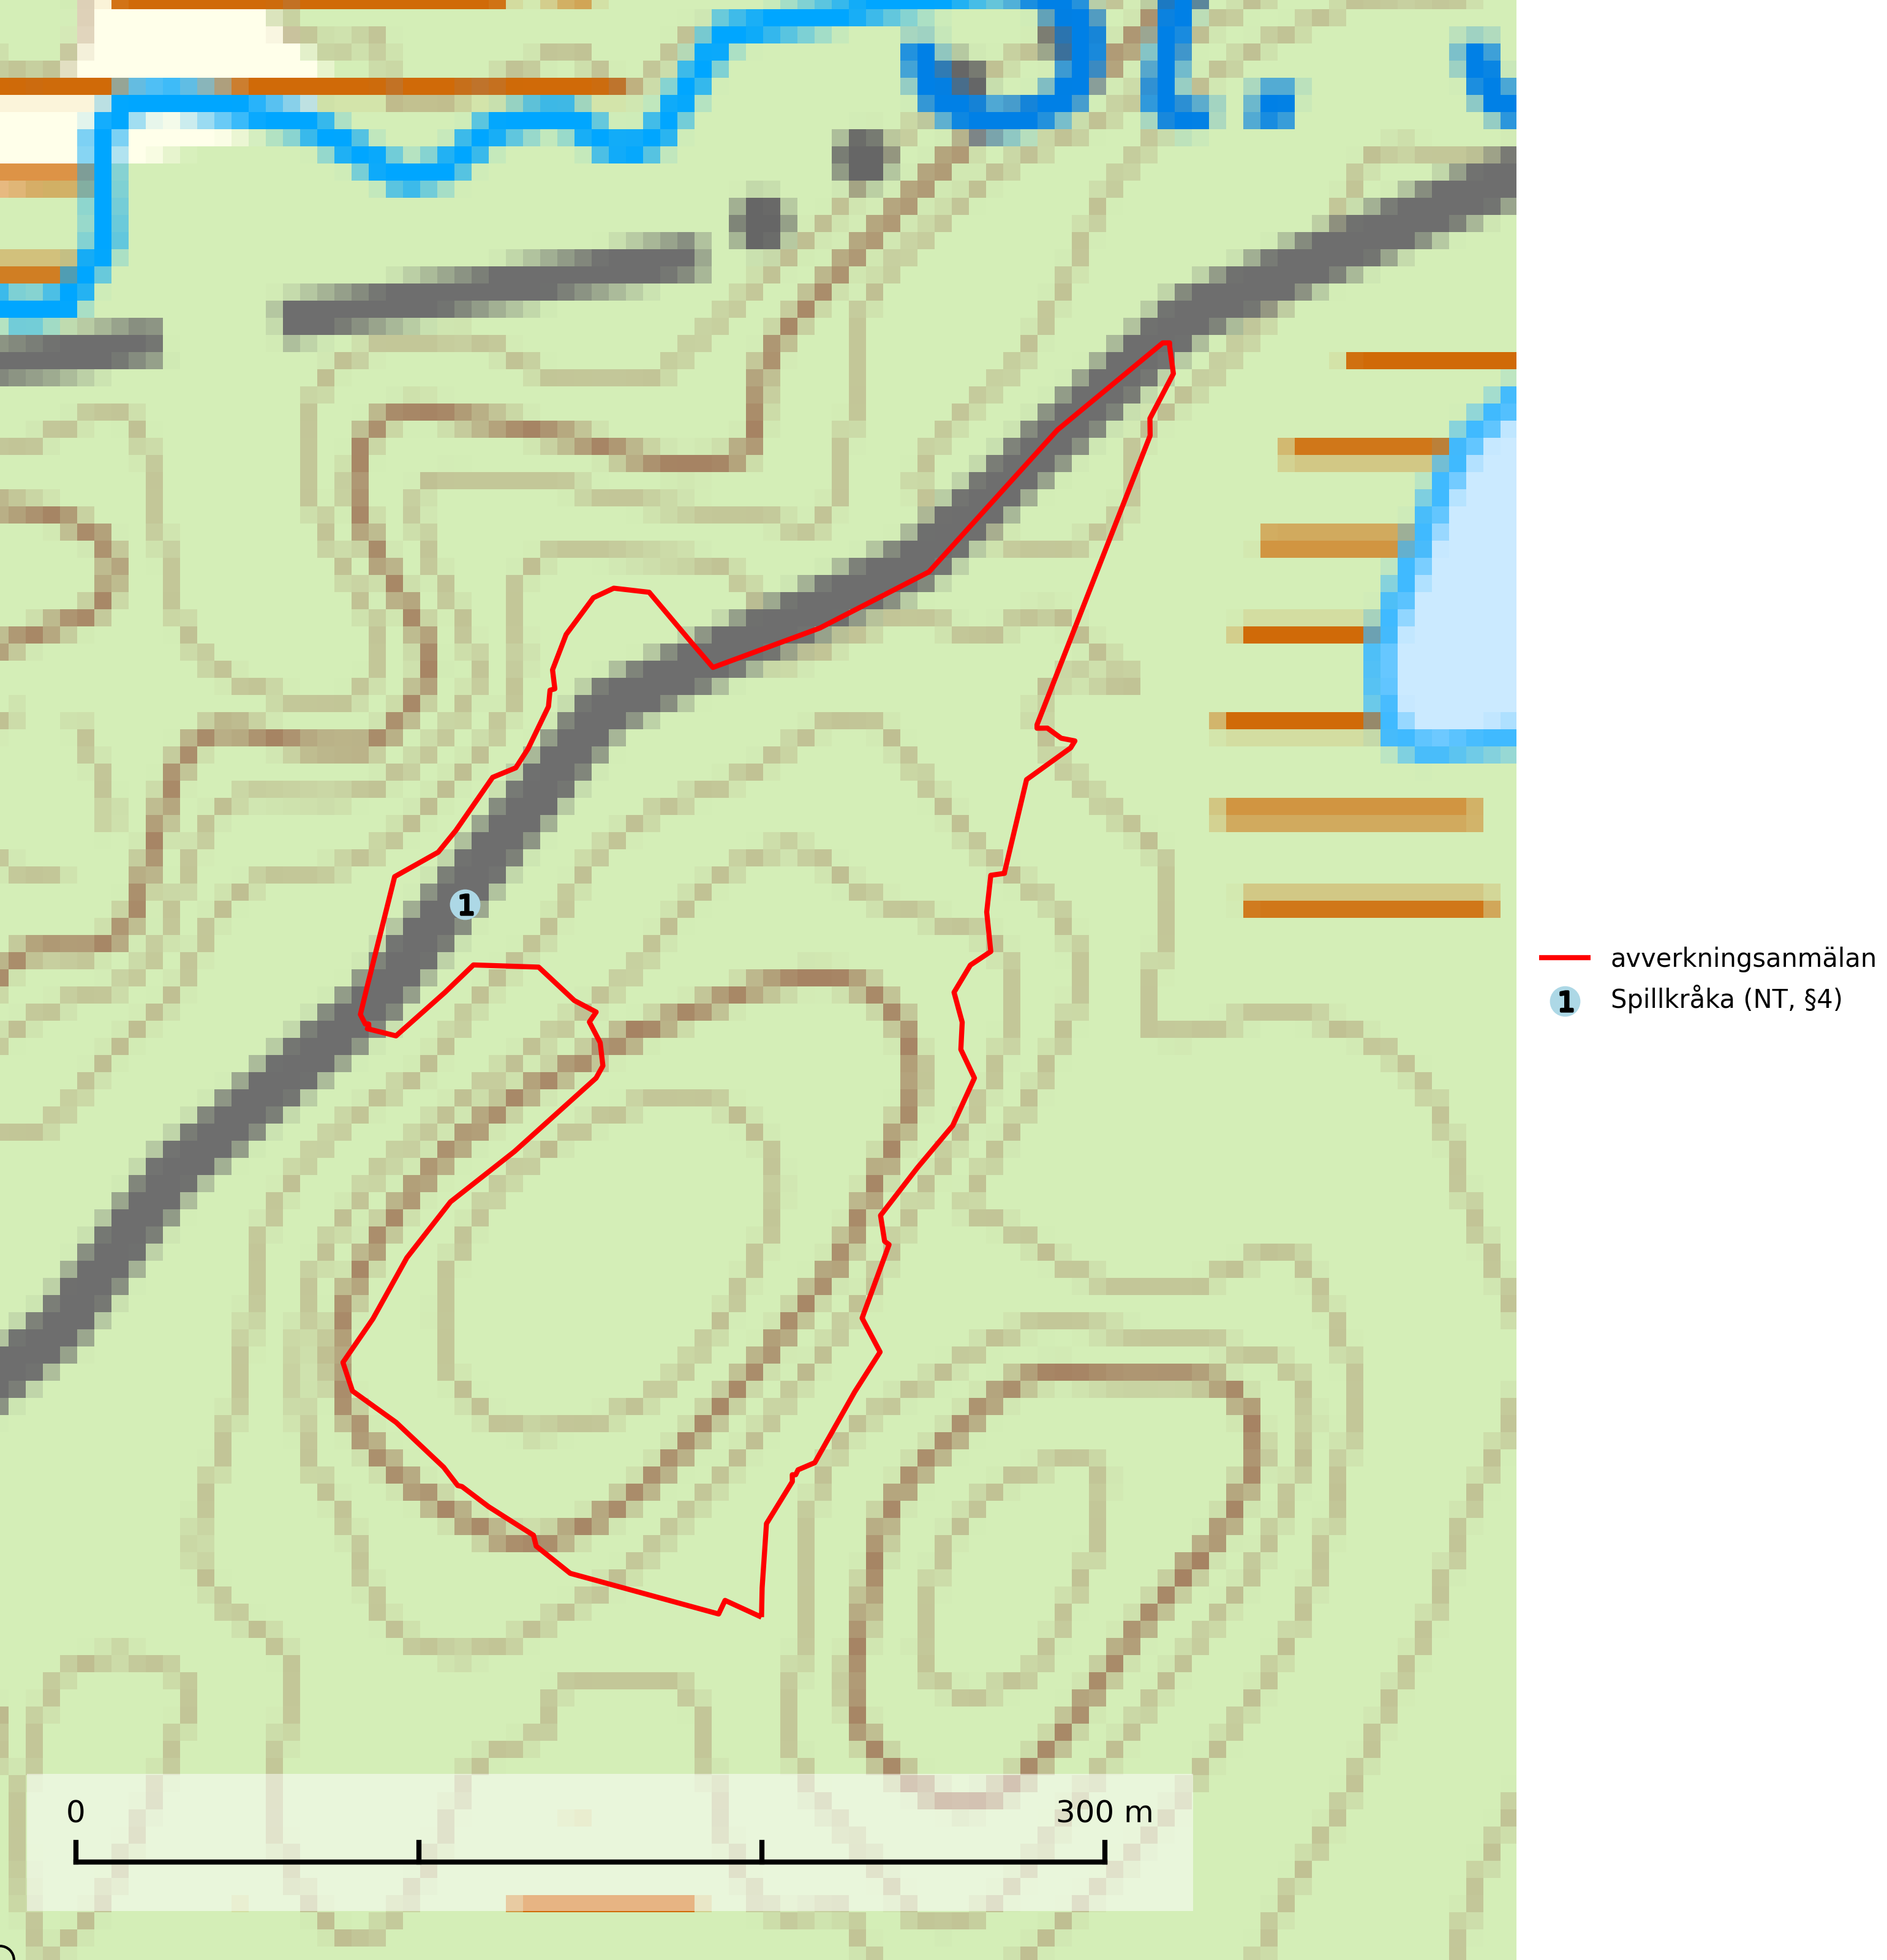 1
avverkningsanmälan
1 Spillkråka (NT, §4)
0 300 m